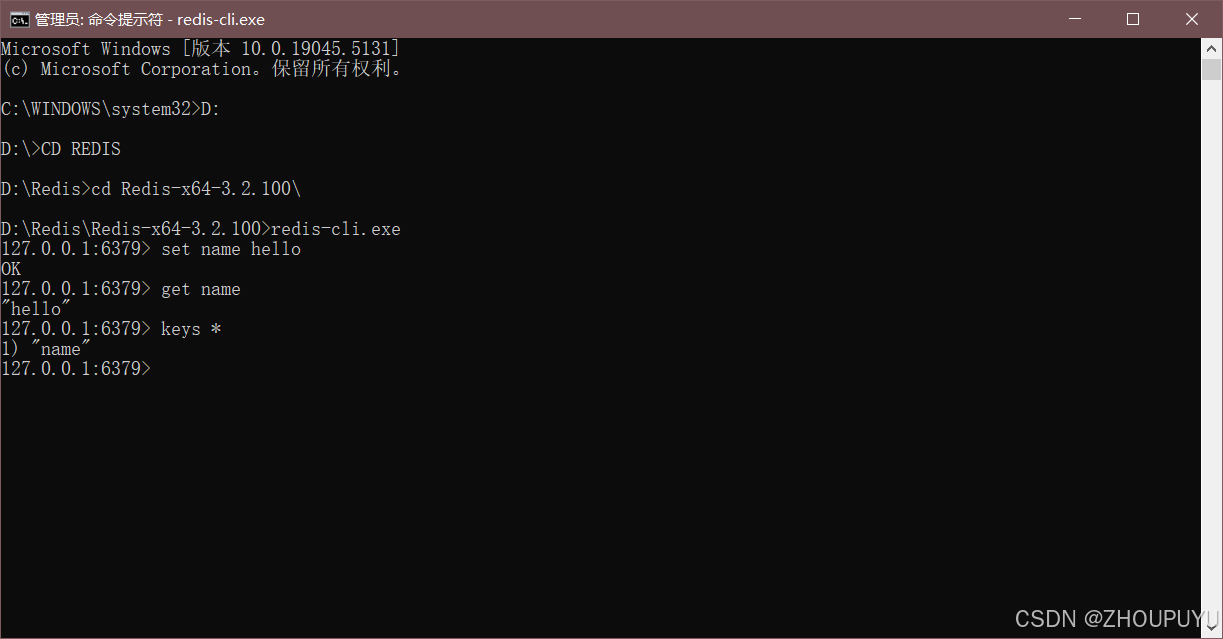 管理员: 命令提示符 - redis-cli.exe
Microsoft Windows [版本 10.0.19045.5131]
(c) Microsoft Corporation。保留所有权利。
C:\WINDOWS\system32>D:
D:\>CD REDIS
D:\Redis>cd Redis-x64-3.2.100\
D:\Redis\Redis-x64-3.2.100>redis-cli.exe
127.0.0.1:6379> set name hello
OK
127.0.0.1:6379> get name
"hello"
127.0.0.1:6379> keys *
1) "name"
127.0.0.1:6379>
CSDN @ZHOUPUYU